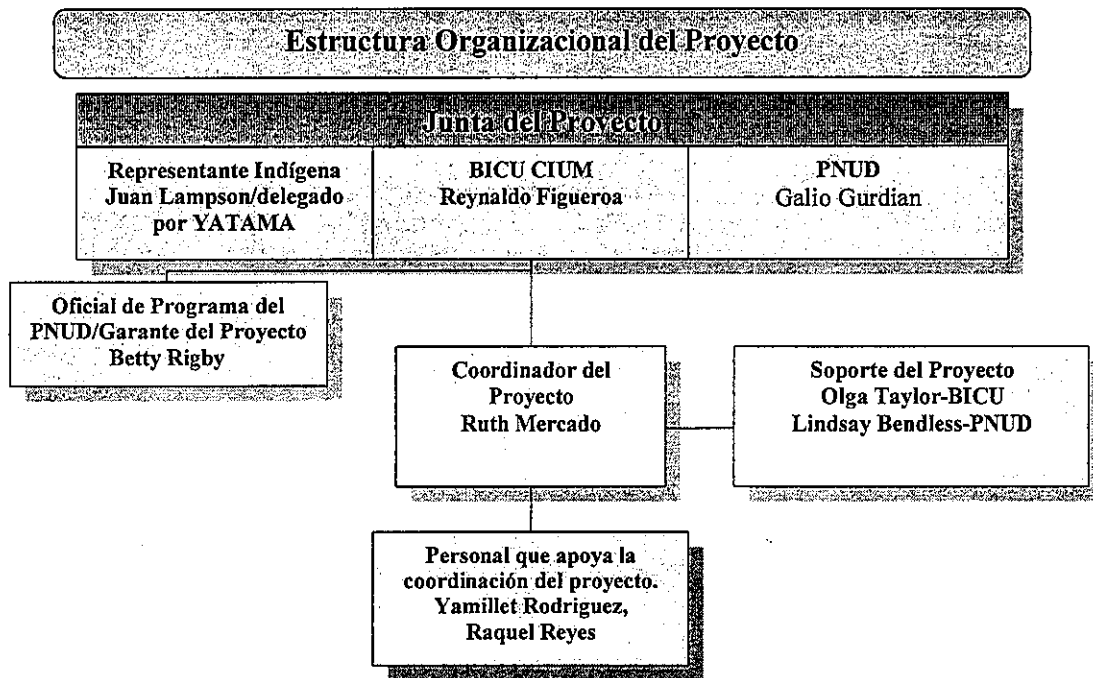 Estructura Organizacional del Proyecto
Junta del Proyecto
Representante Indígena
Juan Lampson/delegado
por YATAMA
BICU CIUM
Reynaldo Figueroa
PNUD
Galio Gurdian
Oficial de Programa del
PNUD/Garante del Proyecto
Betty Rigby
Coordinador del
Proyecto
Ruth Mercado
Soporte del Proyecto
Olga Taylor-BICU
Lindsay Bendless-PNUD
Personal que apoya la
coordinación del proyecto.
Yamillet Rodriguez,
Raquel Reyes